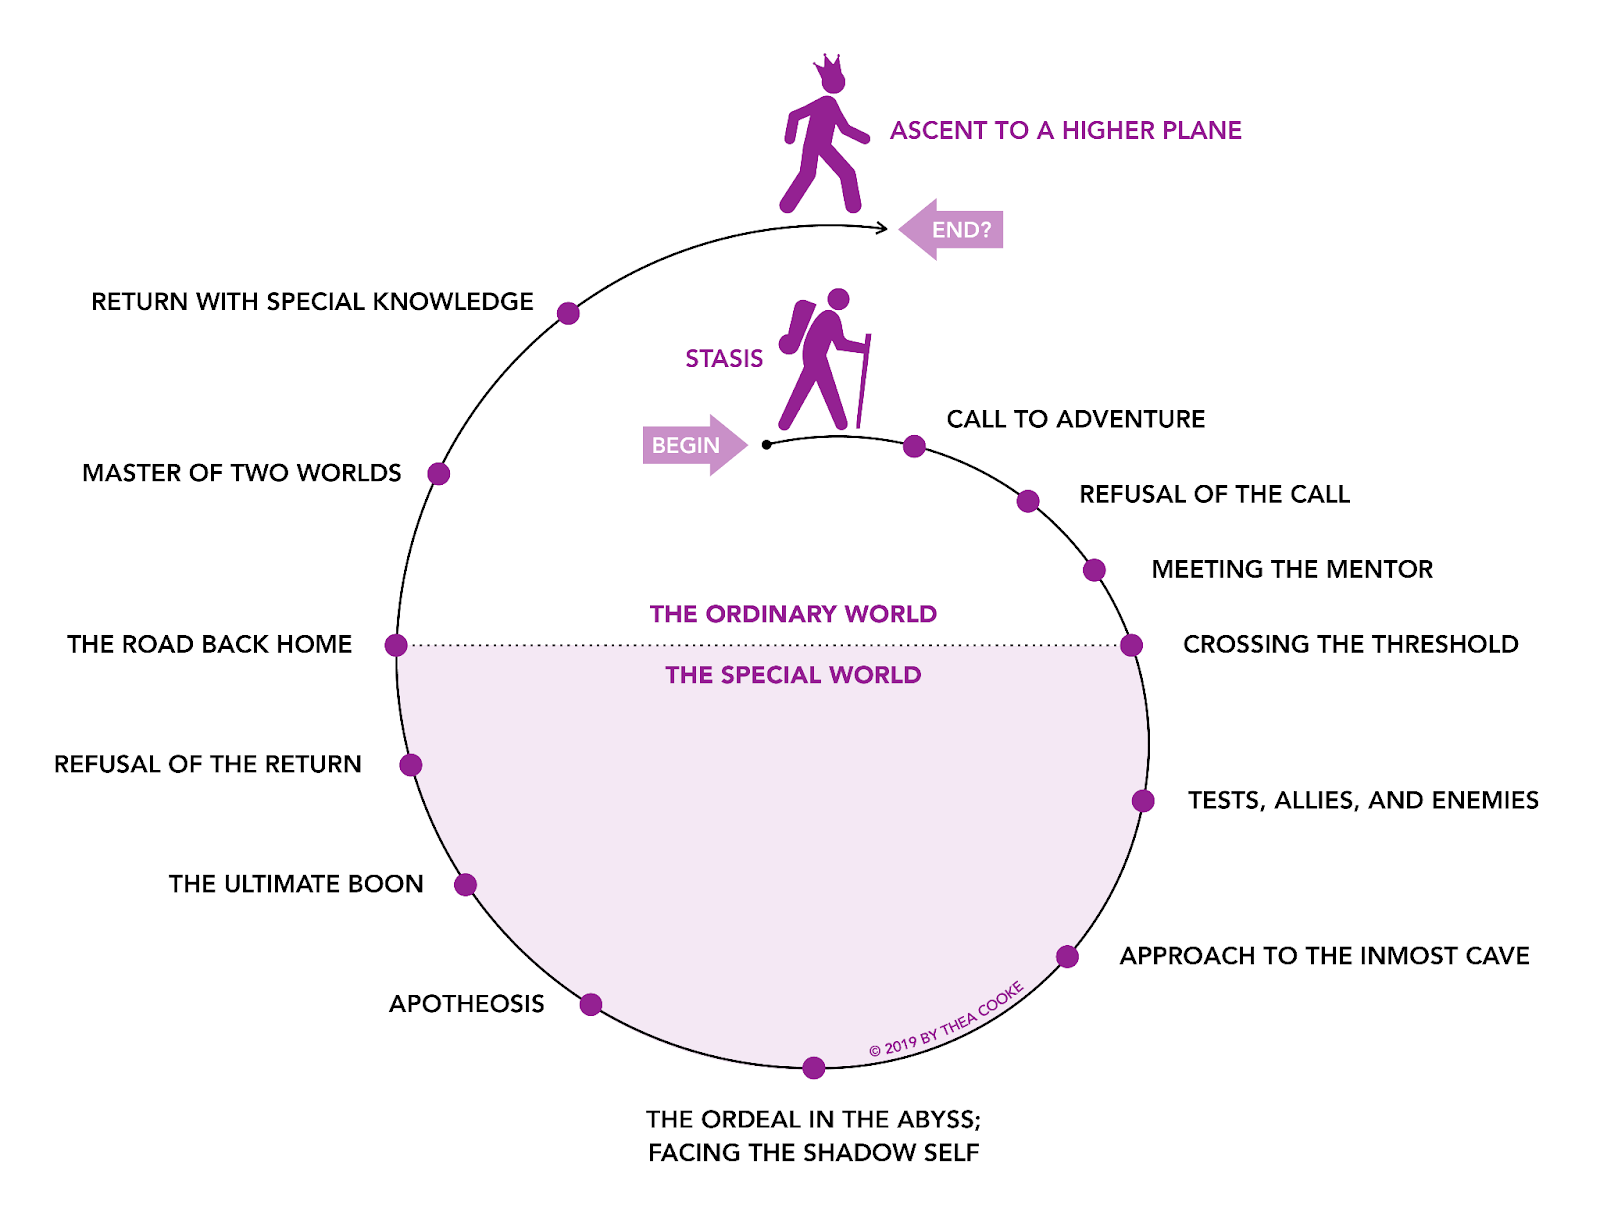 ASCENT TO A HIGHER PLANE
END?
RETURN WITH SPECIAL KNOWLEDGE
STASIS
BEGIN
CALL TO ADVENTURE
MASTER OF TWO WORLDS
REFUSAL OF THE CALL
MEETING THE MENTOR
THE ORDINARY WORLD
THE ROAD BACK HOME
CROSSING THE THRESHOLD
THE SPECIAL WORLD
REFUSAL OF THE RETURN
TESTS, ALLIES, AND ENEMIES
THE ULTIMATE BOON
APPROACH TO THE INMOST CAVE
APOTHEOSIS
© 2019 BY THEA COOKE
THE ORDEAL IN THE ABYSS;
FACING THE SHADOW SELF